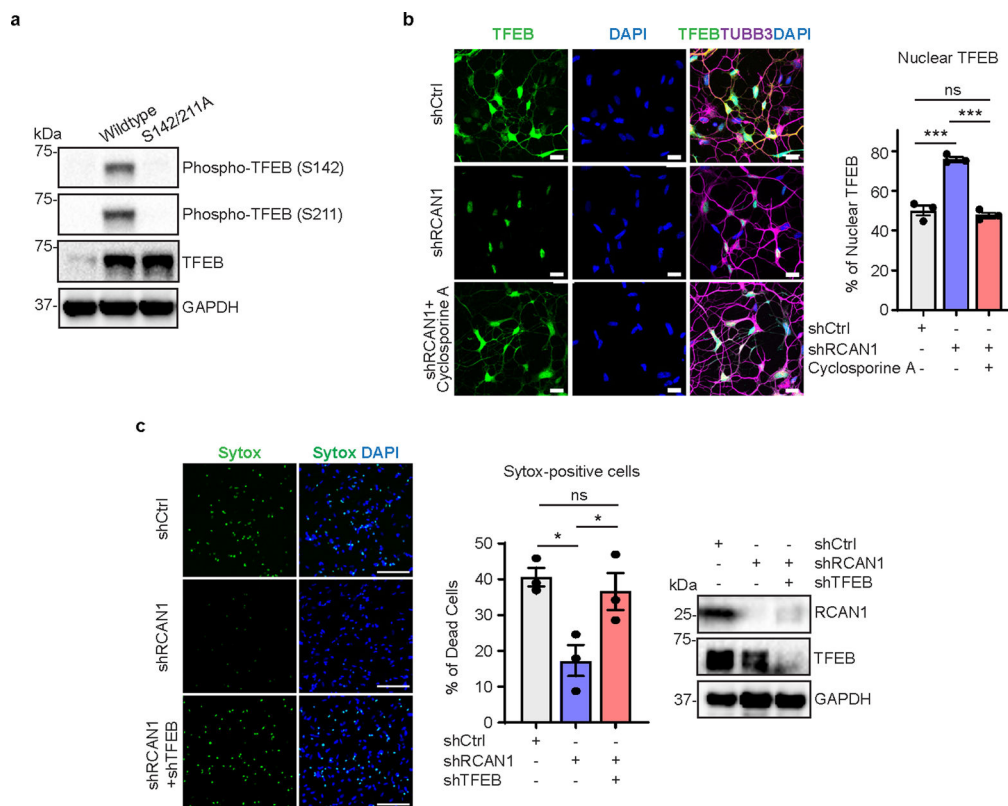 a
kDa
Wildtype
S142/211A
75-
Phospho-TFEB (S142)
75-
Phospho-TFEB (S211)
75-
TFEB
37-
GAPDH
b
TFEB
DAPI
TFEBTUBB3DAPI
shCtrl
shRCAN1
shRCAN1+
Cyclosporine A
Nuclear TFEB
ns
***
***
% of Nuclear TFEB
80
60
40
20
0
shCtrl + - -
shRCAN1 - + +
Cyclosporine A - - +
c
Sytox
Sytox DAPI
shCtrl
shRCAN1
shRCAN1
+shTFEB
Sytox-positive cells
ns
*
*
% of Dead Cells
50
40
30
20
10
0
shCtrl + - -
shRCAN1 - + +
shTFEB - - +
+ - - shCtrl
- + + shRCAN1
- - + shTFEB
kDa
25-
RCAN1
75-
TFEB
37-
GAPDH